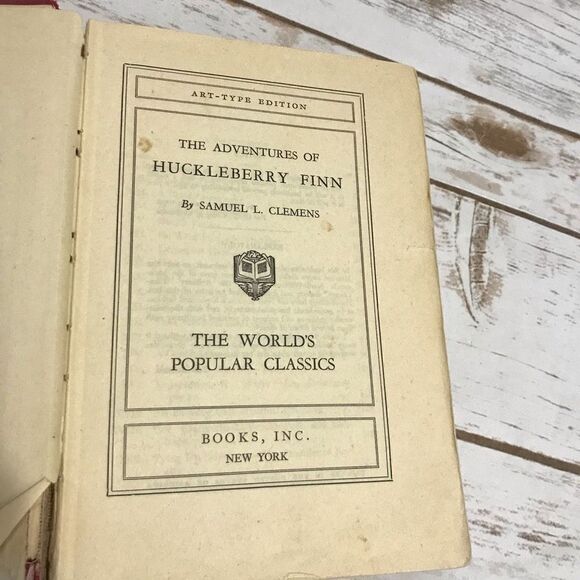 ART-TYPE EDITION
THE ADVENTURES OF
HUCKLEBERRY FINN
By SAMUEL L. CLEMENS
THE WORLD'S
POPULAR CLASSICS
BOOKS, INC.
NEW YORK